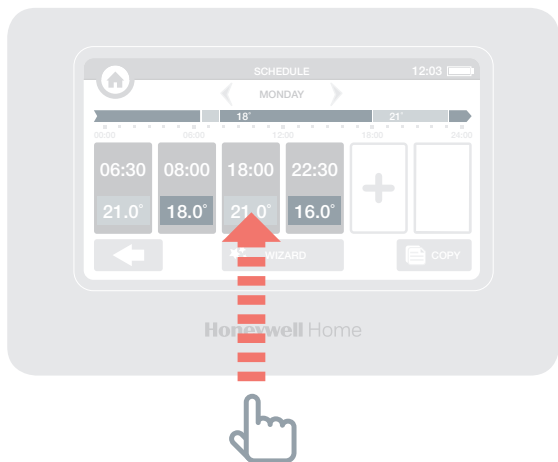 SCHEDULE 12:03
MONDAY
18° 21°
00:00 06:00 12:00 18:00 24:00
06:30 08:00 18:00 22:30
21.0° 18.0° 21.0° 16.0°
WIZARD COPY
Honeywell Home